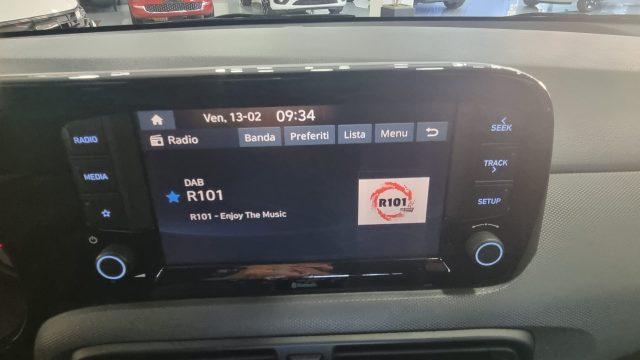 Ven, 13-02 09:34
Radio Banda Preferiti Lista Menu
DAB
R101
R101 - Enjoy The Music
R101
RADIO
MEDIA
SEEK
TRACK
SETUP
Bluetooth